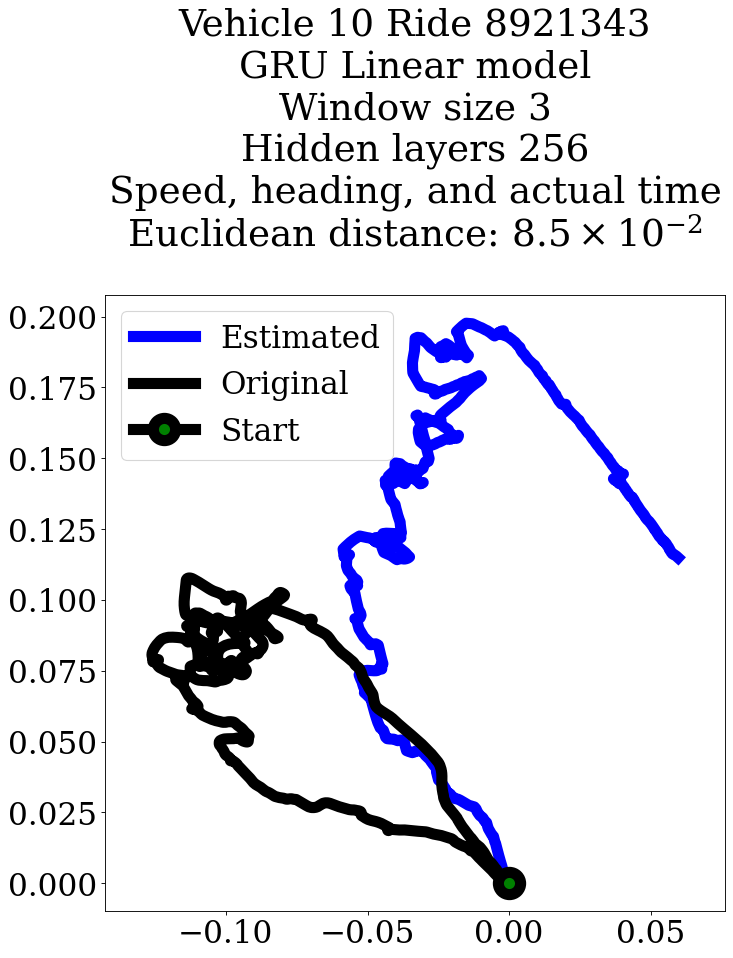 Vehicle 10 Ride 8921343
GRU Linear model
Window size 3
Hidden layers 256
Speed, heading, and actual time
Euclidean distance: 8.5 × 10⁻²
Estimated
Original
Start
0.200
0.175
0.150
0.125
0.100
0.075
0.050
0.025
0.000
−0.10 −0.05 0.00 0.05